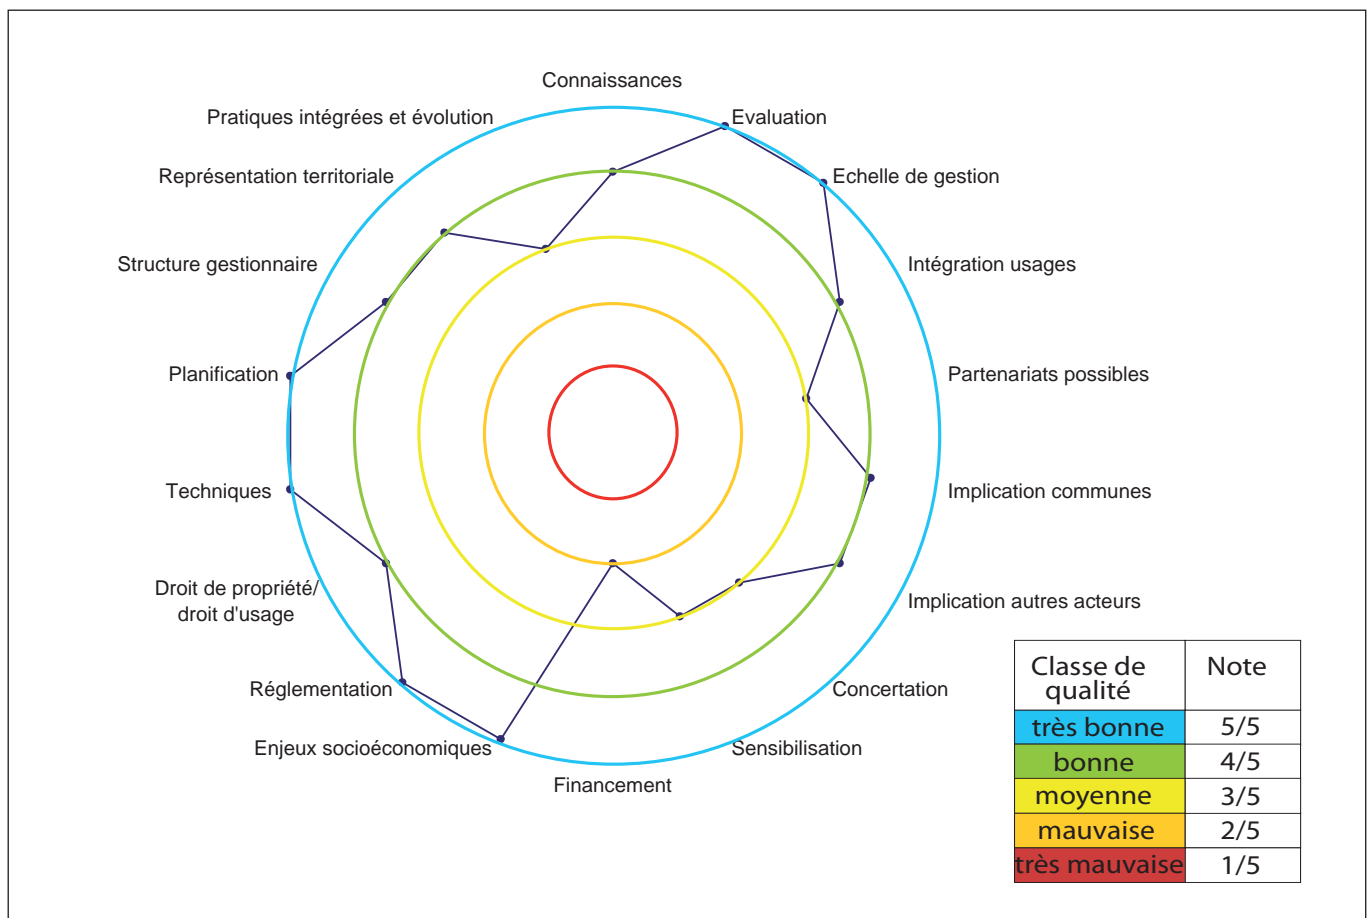 Connaissances
Evaluation
Echelle de gestion
Intégration usages
Partenariats possibles
Implication communes
Implication autres acteurs
Concertation
Sensibilisation
Financement
Enjeux socioéconomiques
Réglementation
Droit de propriété/
droit d'usage
Techniques
Planification
Structure gestionnaire
Représentation territoriale
Pratiques intégrées et évolution
Classe de
qualité
Note
très bonne 5/5
bonne 4/5
moyenne 3/5
mauvaise 2/5
très mauvaise 1/5